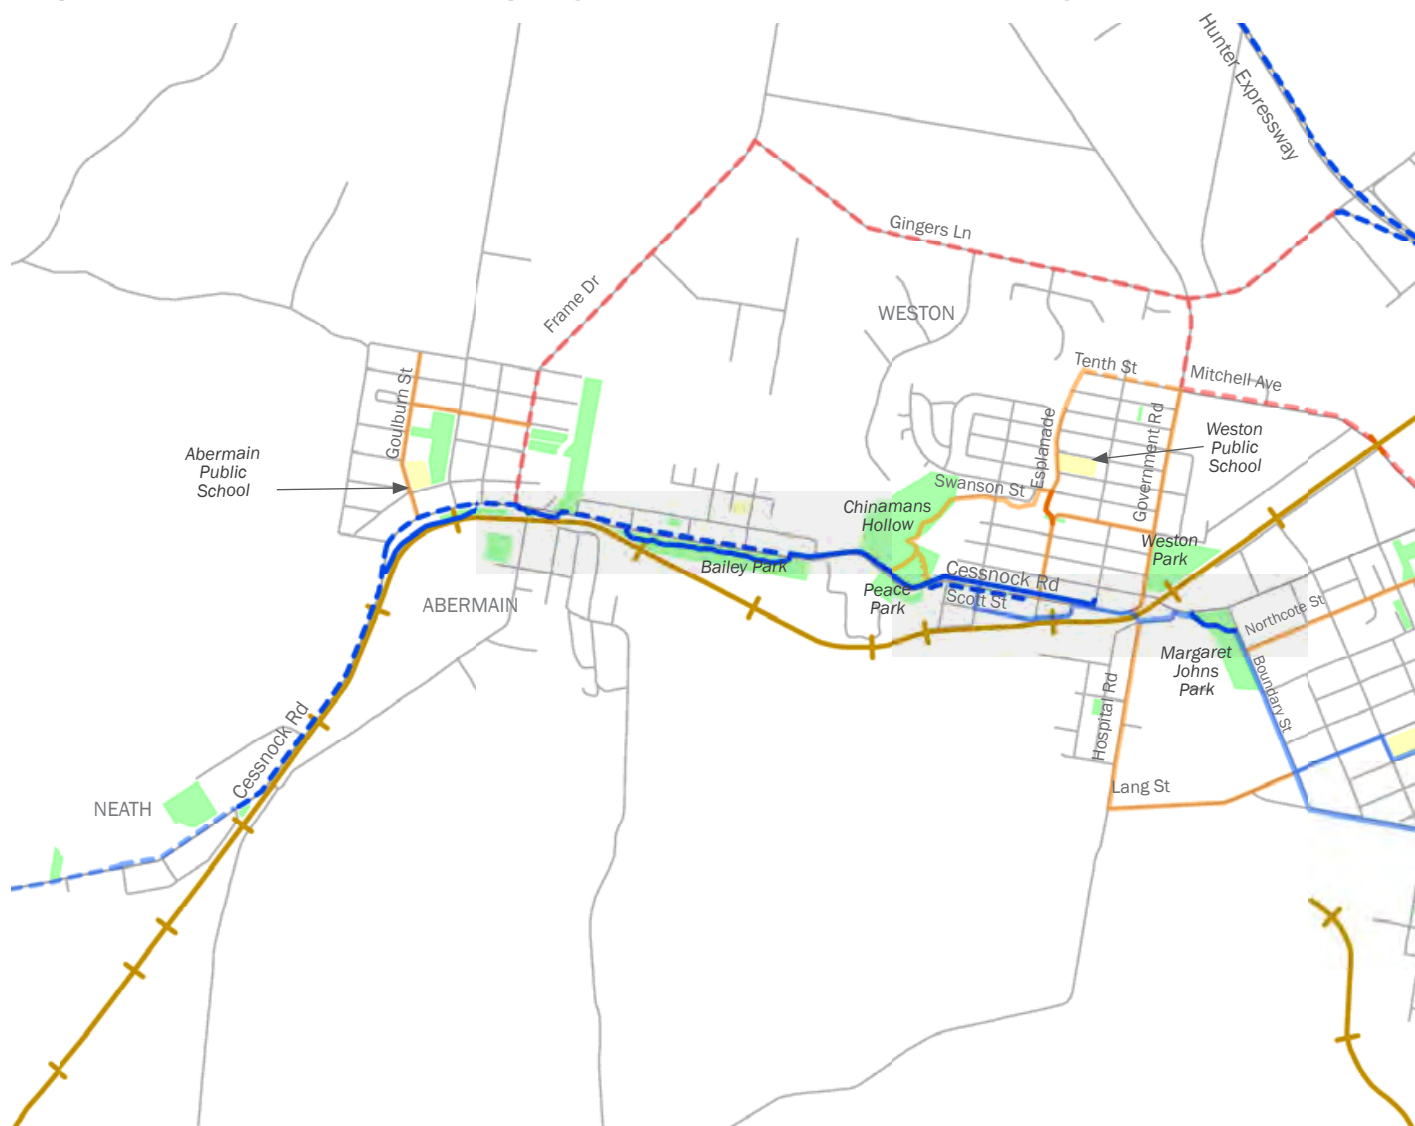 Hunter Expressway
Gingers Ln
Frame Dr
WESTON
Tenth St
Mitchell Ave
Goulburn St
Esplanade
Government Rd
Weston
Public
School
Abermain
Public
School
Swanson St
Chinamans
Hollow
Weston
Park
Bailey Park
Cessnock Rd
Peace
Park
Scott St
ABERMAIN
Northcote St
Margaret
Johns
Park
Boundary St
Hospital Rd
Cessnock Rd
Lang St
NEATH